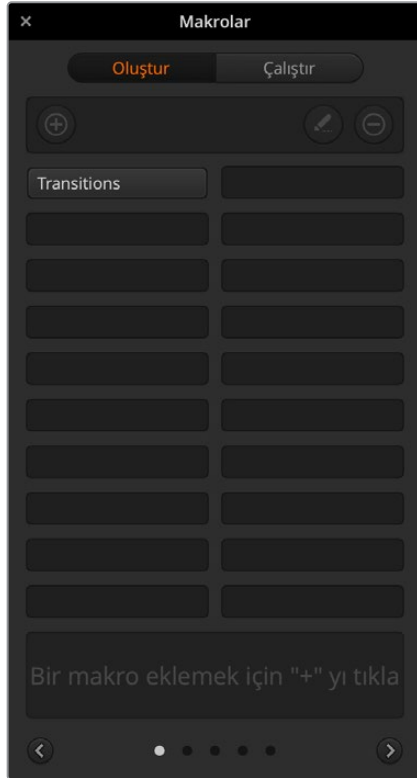 Makrolar
Oluştur Çalıştır
Transitions
Bir makro eklemek için "+" yı tıkla